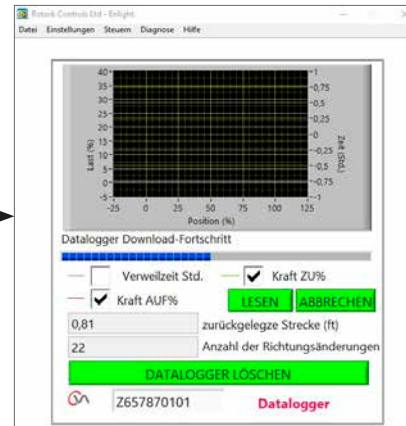 Rotork Controls Ltd - Enlight.
Datei Einstellungen Steuern Diagnose Hilfe
40 1
35 0,75
30 0,5
25 0,25
20 0
15 -0,25
10 -0,5
5 -0,75
0 -1
-5
Last (%)
Zeit (Std.)
-25 0 25 50 75 100 125
Position (%)
Datalogger Download-Fortschritt
Verweilzeit Std. Kraft ZU%
Kraft AUF% LESEN ABBRECHEN
0,81 zurückgelegze Strecke (ft)
22 Anzahl der Richtungsänderungen
DATALOGGER LÖSCHEN
Z657870101 Datalogger